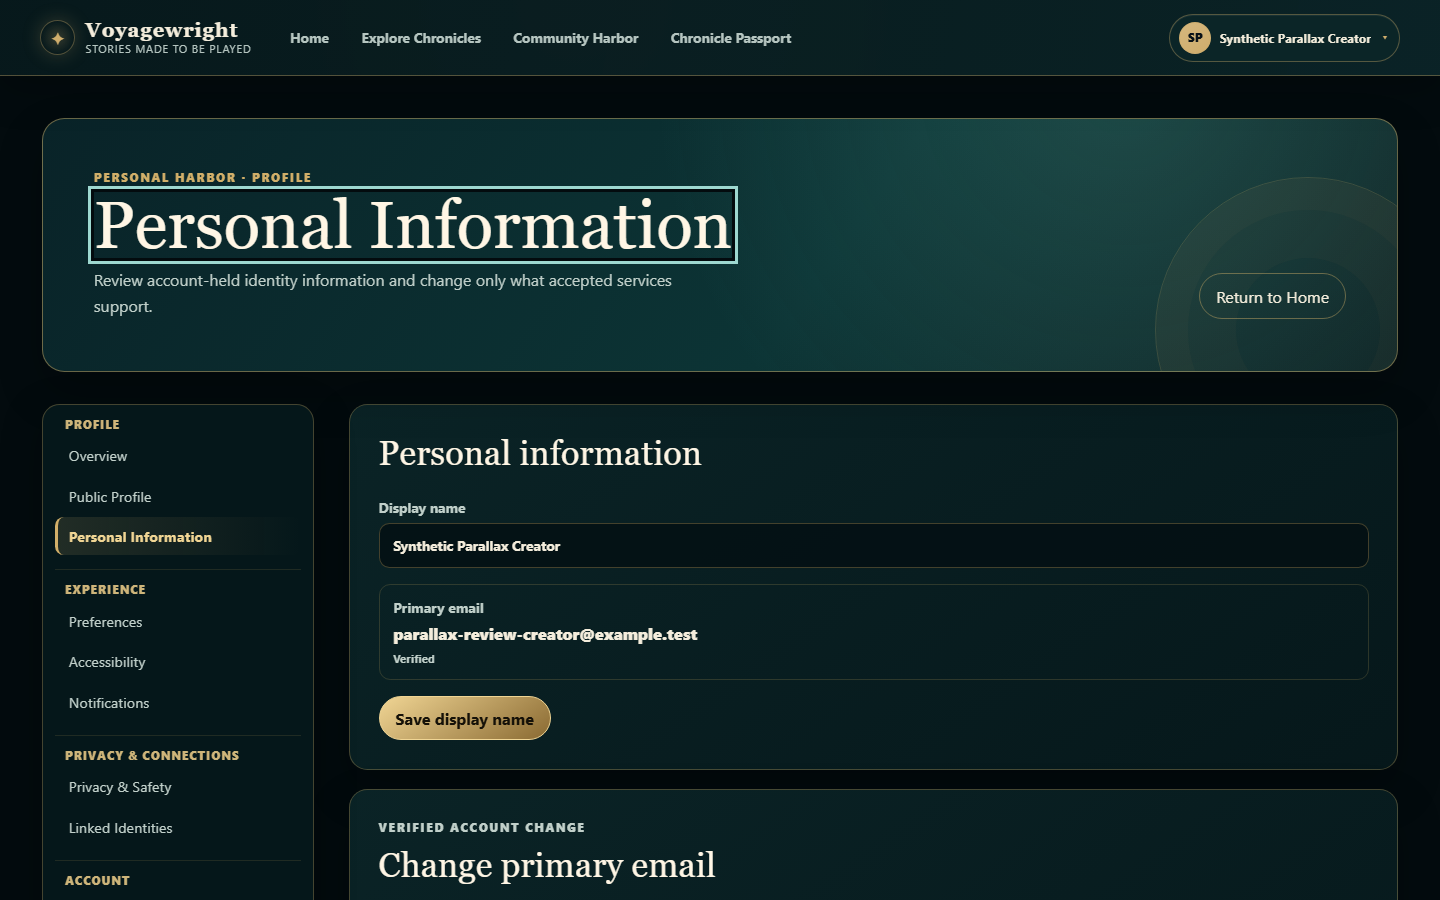 Voyagewright
STORIES MADE TO BE PLAYED
Home
Explore Chronicles
Community Harbor
Chronicle Passport
SP
Synthetic Parallax Creator
PERSONAL HARBOR · PROFILE
Personal Information
Review account-held identity information and change only what accepted services
support.
Return to Home
PROFILE
Overview
Public Profile
Personal Information
EXPERIENCE
Preferences
Accessibility
Notifications
PRIVACY & CONNECTIONS
Privacy & Safety
Linked Identities
ACCOUNT
Personal information
Display name
Synthetic Parallax Creator
Primary email
parallax-review-creator@example.test
Verified
Save display name
VERIFIED ACCOUNT CHANGE
Change primary email